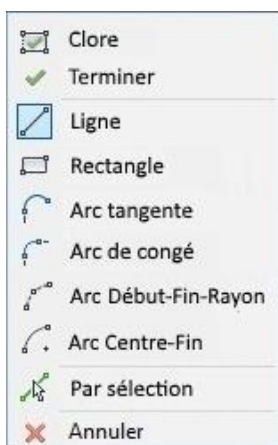 Clore
Terminer
Ligne
Rectangle
Arc tangente
Arc de congé
Arc Début-Fin-Rayon
Arc Centre-Fin
Par sélection
Annuler